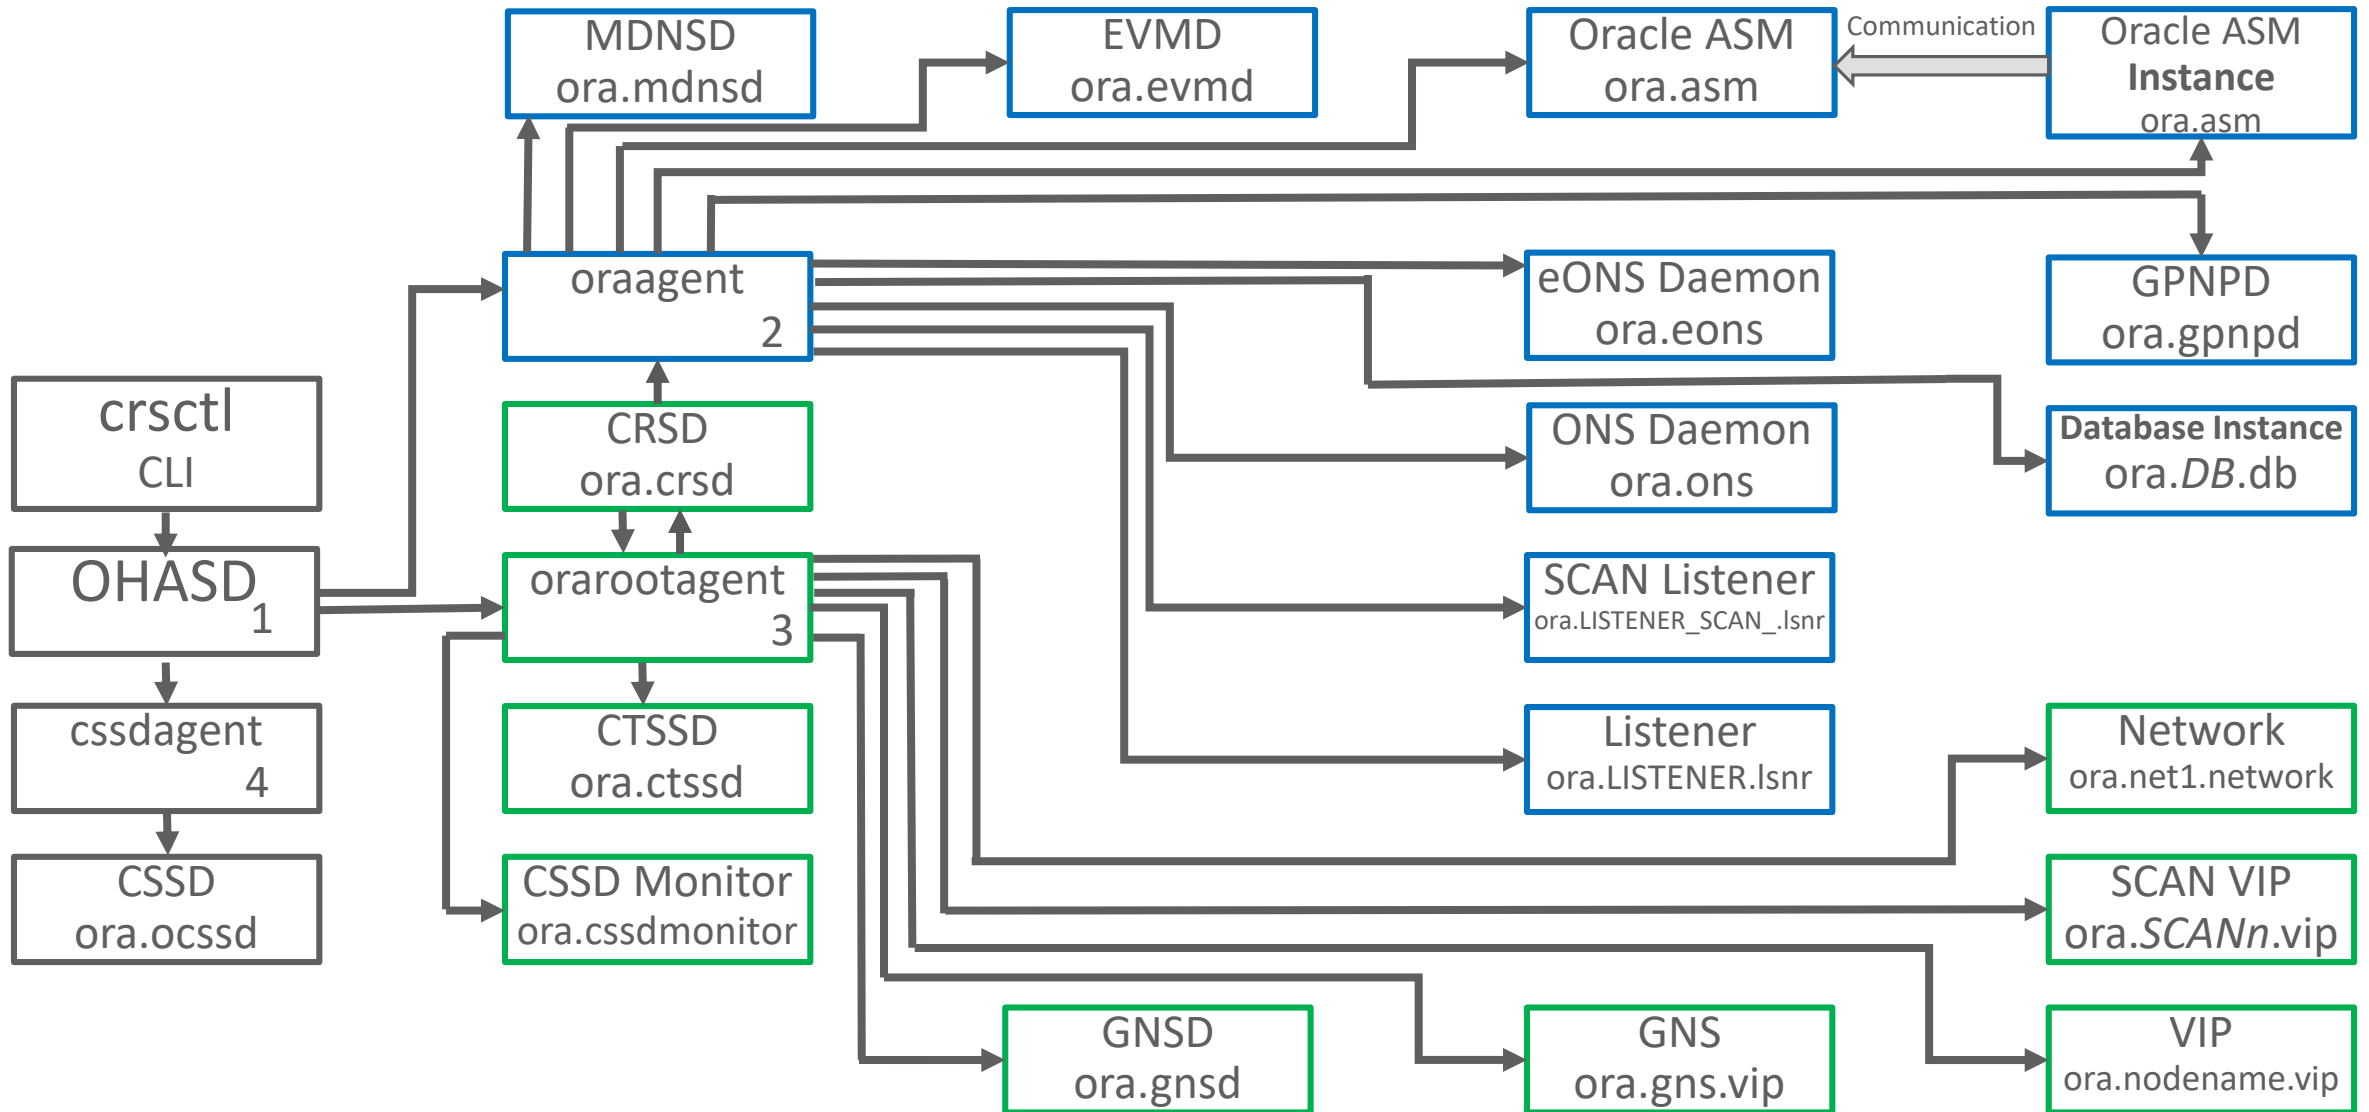 MDNSD
ora.mdnsd
EVMD
ora.evmd
Oracle ASM
ora.asm
Communication
Oracle ASM
Instance
ora.asm
oraagent
2
eONS Daemon
ora.eons
GPNPD
ora.gpnpd
crsctl
CLI
CRSD
ora.crsd
ONS Daemon
ora.ons
Database Instance
ora.DB.db
OHASD
1
orarootagent
3
SCAN Listener
ora.LISTENER_SCAN_.lsnr
cssdagent
4
CTSSD
ora.ctssd
Listener
ora.LISTENER.lsnr
Network
ora.net1.network
CSSD
ora.ocssd
CSSD Monitor
ora.cssdmonitor
SCAN VIP
ora.SCANn.vip
GNSD
ora.gnsd
GNS
ora.gns.vip
VIP
ora.nodename.vip